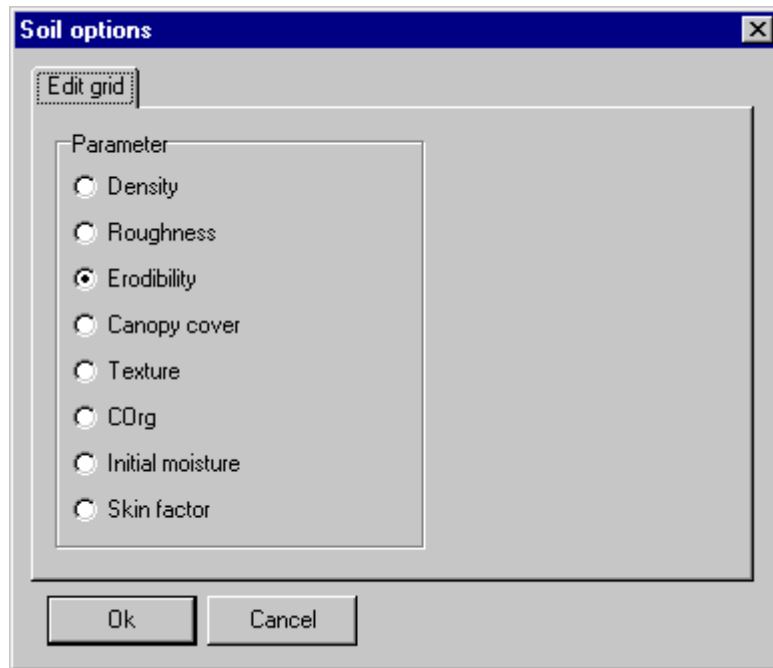 Soil options
Edit grid
Parameter
Density
Roughness
Erodibility
Canopy cover
Texture
COrg
Initial moisture
Skin factor
Ok
Cancel